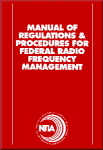 MANUAL OF
REGULATIONS &
PROCEDURES FOR
FEDERAL RADIO
FREQUENCY
MANAGEMENT
NTIA